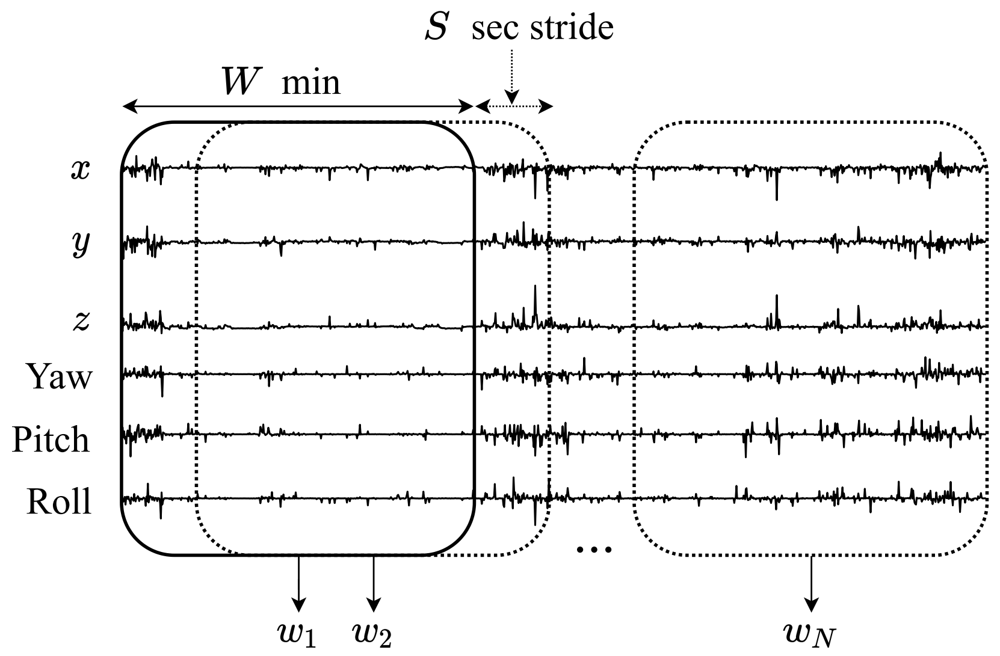 S sec stride
W min
x
y
z
Yaw
Pitch
Roll
...
w1 w2 wN